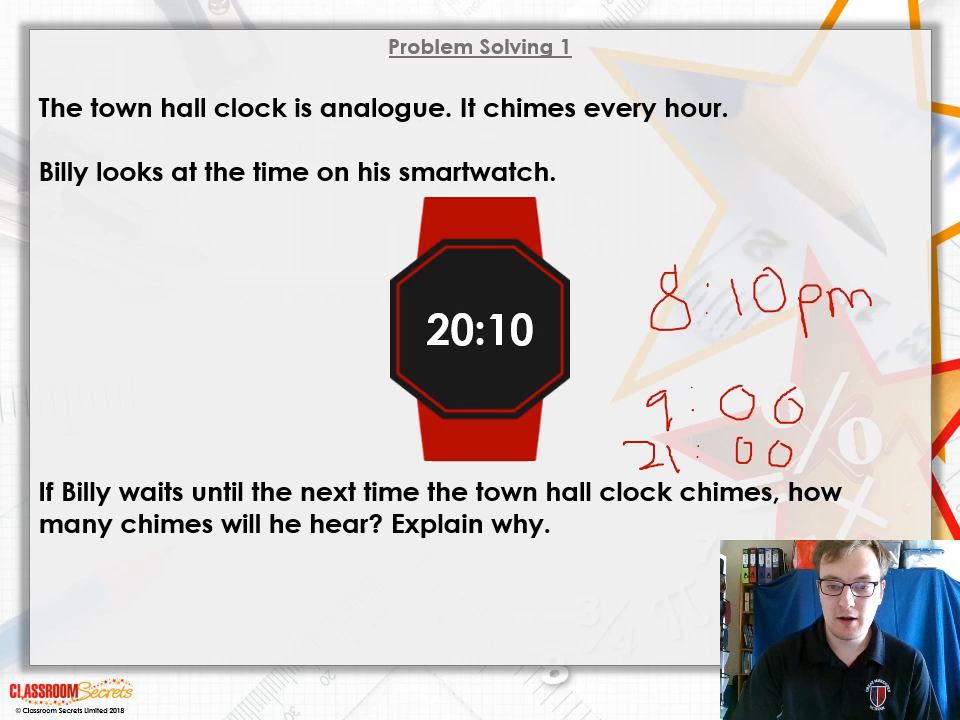 Problem Solving 1
The town hall clock is analogue. It chimes every hour.
Billy looks at the time on his smartwatch.
20:10
8:10pm
9:00
21:00
If Billy waits until the next time the town hall clock chimes, how
many chimes will he hear? Explain why.
CLASSROOM Secrets
© Classroom Secrets Limited 2018